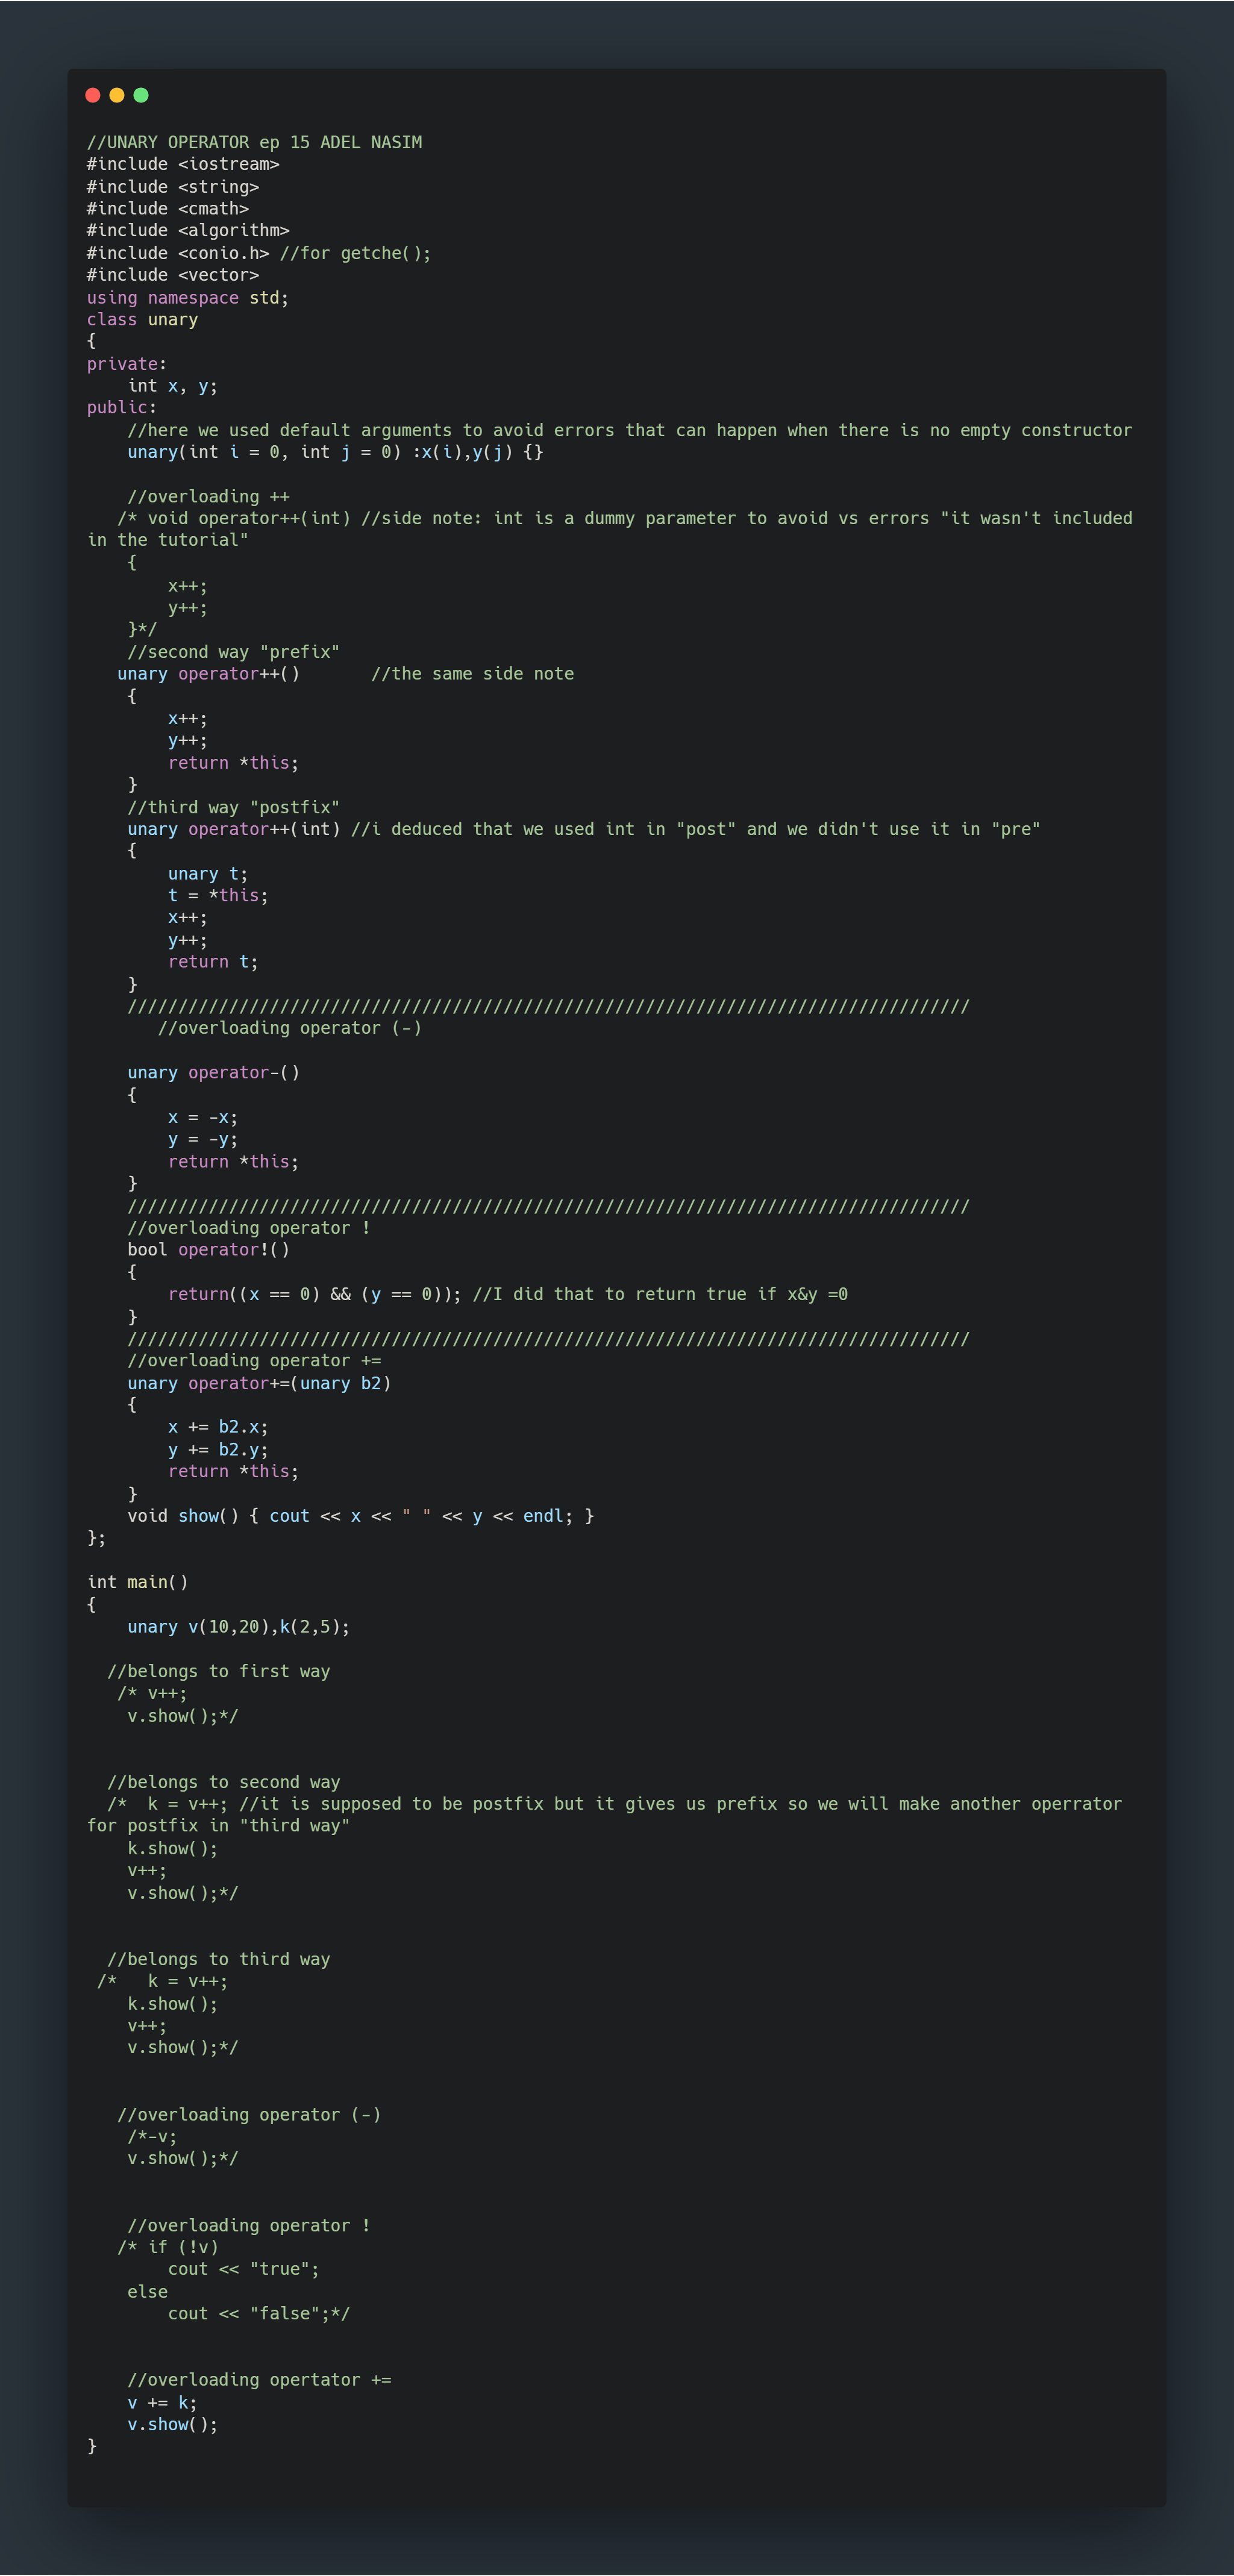 //UNARY OPERATOR ep 15 ADEL NASIM
#include <iostream>
#include <string>
#include <cmath>
#include <algorithm>
#include <conio.h> //for getche();
#include <vector>
using namespace std;
class unary
{
private:
    int x, y;
public:
    //here we used default arguments to avoid errors that can happen when there is no empty constructor
    unary(int i = 0, int j = 0) :x(i),y(j) {}

    //overloading ++
   /* void operator++(int) //side note: int is a dummy parameter to avoid vs errors "it wasn't included
in the tutorial"
    {
        x++;
        y++;
    }*/
    //second way "prefix"
   unary operator++()       //the same side note
    {
        x++;
        y++;
        return *this;
    }
    //third way "postfix"
    unary operator++(int) //i deduced that we used int in "post" and we didn't use it in "pre"
    {
        unary t;
        t = *this;
        x++;
        y++;
        return t;
    }
    ///////////////////////////////////////////////////////////////////////////////////
       //overloading operator (-)

    unary operator-()
    {
        x = -x;
        y = -y;
        return *this;
    }
    ///////////////////////////////////////////////////////////////////////////////////
    //overloading operator !
    bool operator!()
    {
        return((x == 0) && (y == 0)); //I did that to return true if x&y =0
    }
    ///////////////////////////////////////////////////////////////////////////////////
    //overloading operator +=
    unary operator+=(unary b2)
    {
        x += b2.x;
        y += b2.y;
        return *this;
    }
    void show() { cout << x << " " << y << endl; }
};

int main()
{
    unary v(10,20),k(2,5);

  //belongs to first way
   /* v++;
    v.show();*/


  //belongs to second way
  /*  k = v++; //it is supposed to be postfix but it gives us prefix so we will make another operrator
for postfix in "third way"
    k.show();
    v++;
    v.show();*/


  //belongs to third way
 /*   k = v++;
    k.show();
    v++;
    v.show();*/


   //overloading operator (-)
    /*-v;
    v.show();*/


    //overloading operator !
   /* if (!v)
        cout << "true";
    else
        cout << "false";*/


    //overloading opertator +=
    v += k;
    v.show();
}